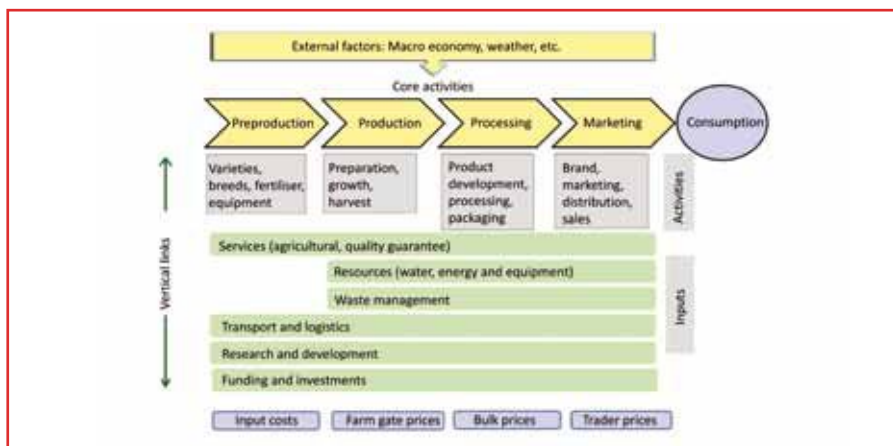 External factors: Macro economy, weather, etc.
Core activities
Preproduction
Production
Processing
Marketing
Consumption
Varieties,
breeds, fertiliser,
equipment
Preparation,
growth,
harvest
Product
development,
processing,
packaging
Brand,
marketing,
distribution,
sales
Activities
Vertical links
Services (agricultural, quality guarantee)
Resources (water, energy and equipment)
Waste management
Transport and logistics
Research and development
Funding and investments
Inputs
Input costs
Farm gate prices
Bulk prices
Trader prices